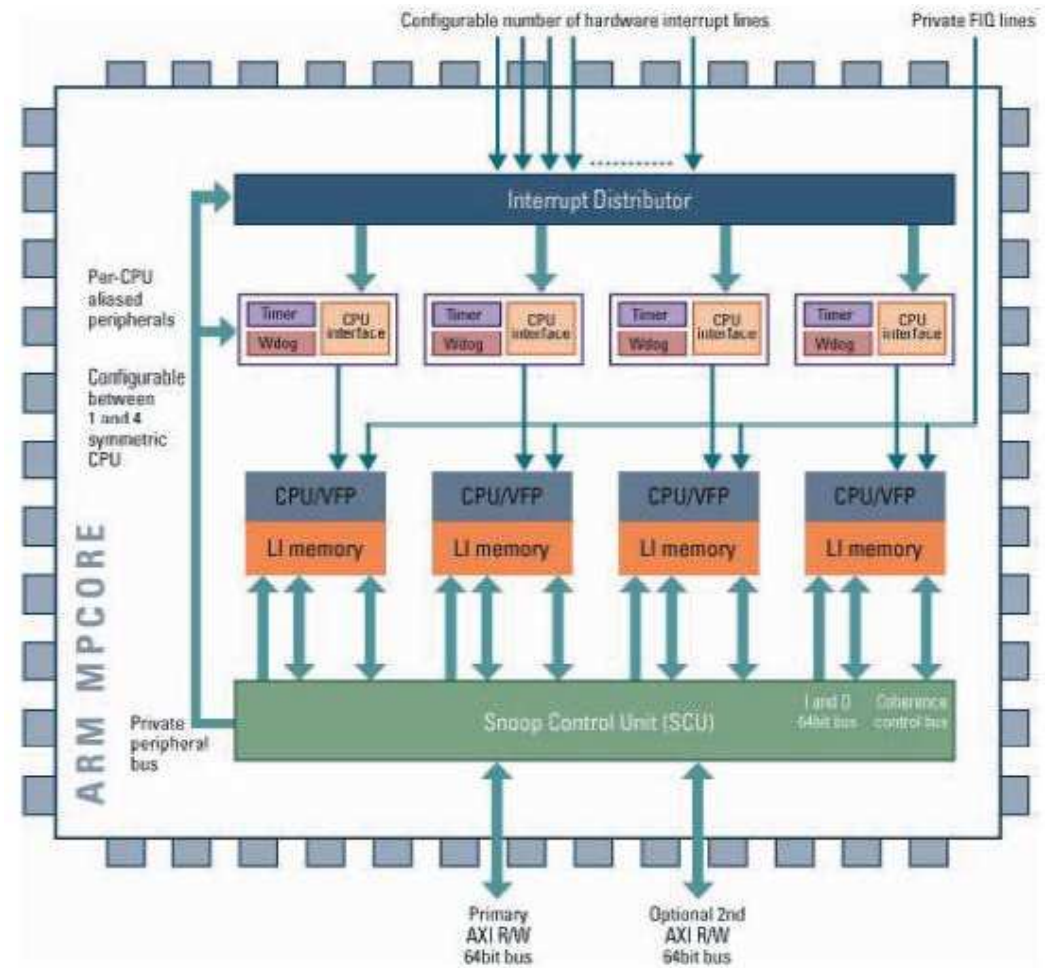 Configurable number of hardware interrupt lines
Private FIQ lines
Interrupt Distributor
Per-CPU
aliased
peripherals
Timer
Wdog
CPU
interface
Timer
Wdog
CPU
interface
Timer
Wdog
CPU
interface
Timer
Wdog
CPU
interface
Configurable
between
1 and 4
symmetric
CPU
CPU/VFP
LI memory
CPU/VFP
LI memory
CPU/VFP
LI memory
CPU/VFP
LI memory
ARM MPCORE
Private
peripheral
bus
Snoop Control Unit (SCU)
I and D
64bit bus
Coherence
control bus
Primary
AXI R/W
64bit bus
Optional 2nd
AXI R/W
64bit bus